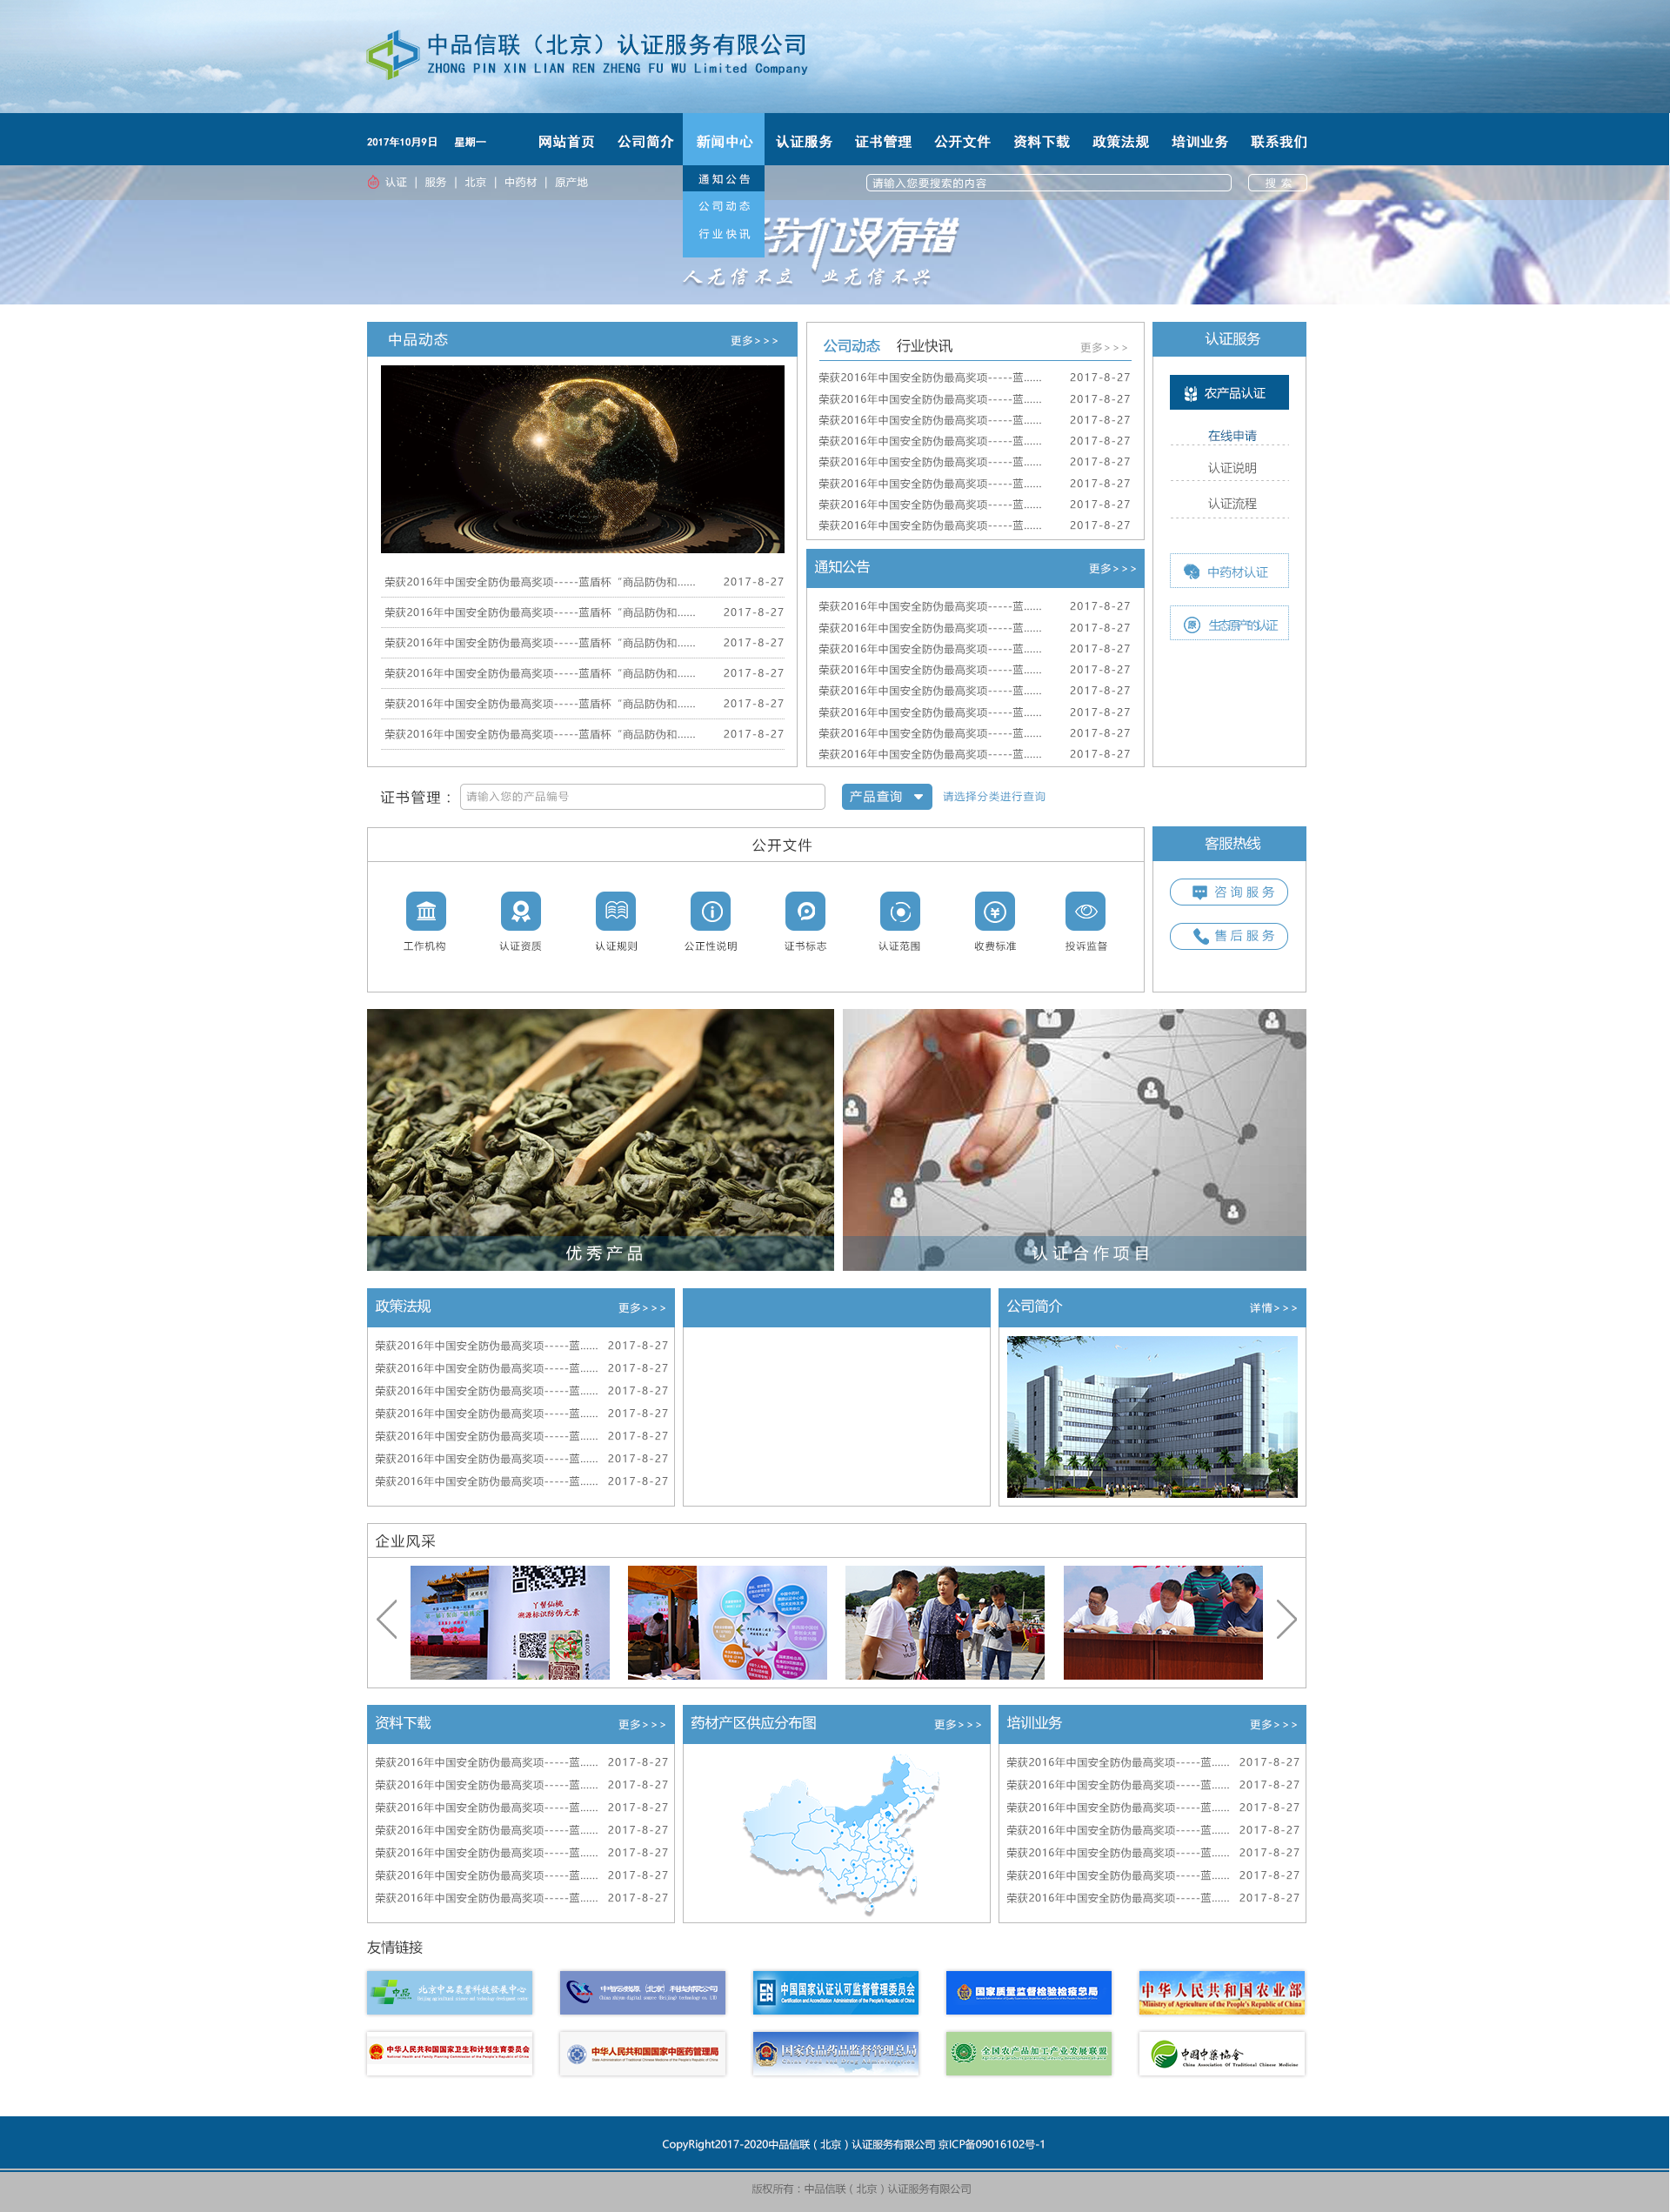 中品信联（北京）认证服务有限公司
ZHONG PIN XIN LIAN REN ZHENG FU WU Limited Company
2017年10月9日 星期一 网站首页 公司简介 新闻中心 认证服务 证书管理 公开文件 资料下载 政策法规 培训业务 联系我们
认证 | 服务 | 北京 | 中药材 | 原产地 通知公告 请输入您要搜索的内容 搜 索
公司动态
行业快讯
我们没有错
人无信不立 业无信不兴
中品动态 更多>>>
荣获2016年中国安全防伪最高奖项-----蓝盾杯“商品防伪和...... 2017-8-27
荣获2016年中国安全防伪最高奖项-----蓝盾杯“商品防伪和...... 2017-8-27
荣获2016年中国安全防伪最高奖项-----蓝盾杯“商品防伪和...... 2017-8-27
荣获2016年中国安全防伪最高奖项-----蓝盾杯“商品防伪和...... 2017-8-27
荣获2016年中国安全防伪最高奖项-----蓝盾杯“商品防伪和...... 2017-8-27
荣获2016年中国安全防伪最高奖项-----蓝盾杯“商品防伪和...... 2017-8-27
公司动态 行业快讯 更多>>>
荣获2016年中国安全防伪最高奖项-----蓝...... 2017-8-27
荣获2016年中国安全防伪最高奖项-----蓝...... 2017-8-27
荣获2016年中国安全防伪最高奖项-----蓝...... 2017-8-27
荣获2016年中国安全防伪最高奖项-----蓝...... 2017-8-27
荣获2016年中国安全防伪最高奖项-----蓝...... 2017-8-27
荣获2016年中国安全防伪最高奖项-----蓝...... 2017-8-27
荣获2016年中国安全防伪最高奖项-----蓝...... 2017-8-27
荣获2016年中国安全防伪最高奖项-----蓝...... 2017-8-27
通知公告 更多>>>
荣获2016年中国安全防伪最高奖项-----蓝...... 2017-8-27
荣获2016年中国安全防伪最高奖项-----蓝...... 2017-8-27
荣获2016年中国安全防伪最高奖项-----蓝...... 2017-8-27
荣获2016年中国安全防伪最高奖项-----蓝...... 2017-8-27
荣获2016年中国安全防伪最高奖项-----蓝...... 2017-8-27
荣获2016年中国安全防伪最高奖项-----蓝...... 2017-8-27
荣获2016年中国安全防伪最高奖项-----蓝...... 2017-8-27
荣获2016年中国安全防伪最高奖项-----蓝...... 2017-8-27
认证服务
农产品认证
在线申请
认证说明
认证流程
中药材认证
原 生态原产的认证
证书管理： 请输入您的产品编号 产品查询 请选择分类进行查询
公开文件
工作机构 认证资质 认证规则 公正性说明 证书标志 认证范围 收费标准 投诉监督
客服热线
咨询服务
售后服务
优秀产品 认证合作项目
政策法规 更多>>>
荣获2016年中国安全防伪最高奖项-----蓝...... 2017-8-27
荣获2016年中国安全防伪最高奖项-----蓝...... 2017-8-27
荣获2016年中国安全防伪最高奖项-----蓝...... 2017-8-27
荣获2016年中国安全防伪最高奖项-----蓝...... 2017-8-27
荣获2016年中国安全防伪最高奖项-----蓝...... 2017-8-27
荣获2016年中国安全防伪最高奖项-----蓝...... 2017-8-27
荣获2016年中国安全防伪最高奖项-----蓝...... 2017-8-27
公司简介 详情>>>
企业风采
丫髻仙桃
溯源标识防伪元素
资料下载 更多>>>
荣获2016年中国安全防伪最高奖项-----蓝...... 2017-8-27
荣获2016年中国安全防伪最高奖项-----蓝...... 2017-8-27
荣获2016年中国安全防伪最高奖项-----蓝...... 2017-8-27
荣获2016年中国安全防伪最高奖项-----蓝...... 2017-8-27
荣获2016年中国安全防伪最高奖项-----蓝...... 2017-8-27
荣获2016年中国安全防伪最高奖项-----蓝...... 2017-8-27
荣获2016年中国安全防伪最高奖项-----蓝...... 2017-8-27
药材产区供应分布图 更多>>>
培训业务 更多>>>
荣获2016年中国安全防伪最高奖项-----蓝...... 2017-8-27
荣获2016年中国安全防伪最高奖项-----蓝...... 2017-8-27
荣获2016年中国安全防伪最高奖项-----蓝...... 2017-8-27
荣获2016年中国安全防伪最高奖项-----蓝...... 2017-8-27
荣获2016年中国安全防伪最高奖项-----蓝...... 2017-8-27
荣获2016年中国安全防伪最高奖项-----蓝...... 2017-8-27
荣获2016年中国安全防伪最高奖项-----蓝...... 2017-8-27
友情链接
中品 北京中品农业科技发展中心
CNCA 中国国家认证认可监督管理委员会
Certification and Accreditation Administration of the People's Republic of China
国家质量监督检验检疫总局
中华人民共和国农业部
Ministry of Agriculture of the People's Republic of China
中华人民共和国国家卫生和计划生育委员会
National Health and Family Planning Commission of the People's Republic of China
中华人民共和国国家中医药管理局
State Administration of Traditional Chinese Medicine of the People's Republic of China
国家食品药品监督管理总局
China Food and Drug Administration
全国农产品加工产业发展联盟
中国中药协会
China Association Of Traditional Chinese Medicine
CopyRight2017-2020中品信联（北京）认证服务有限公司 京ICP备09016102号-1
版权所有：中品信联（北京）认证服务有限公司